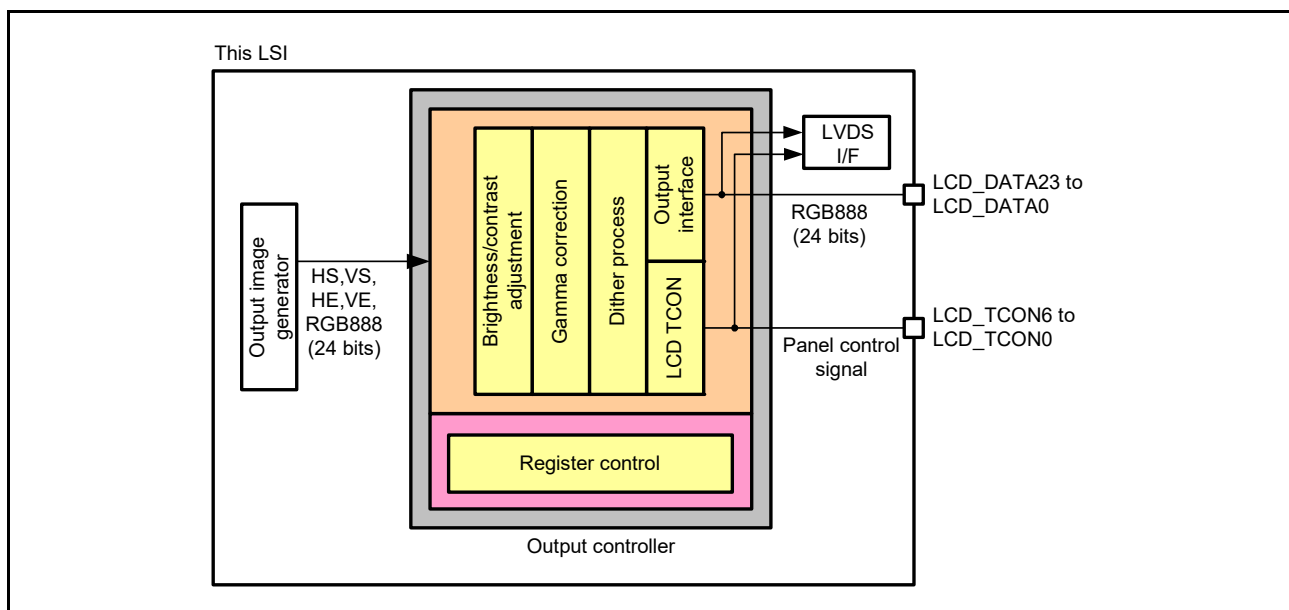 This LSI
Output image
generator
HS,VS,
HE,VE,
RGB888
(24 bits)
Brightness/contrast
adjustment
Gamma correction
Dither process
Output
interface
LCD TCON
LVDS
I/F
RGB888
(24 bits)
LCD_DATA23 to
LCD_DATA0
Panel control
signal
LCD_TCON6 to
LCD_TCON0
Register control
Output controller